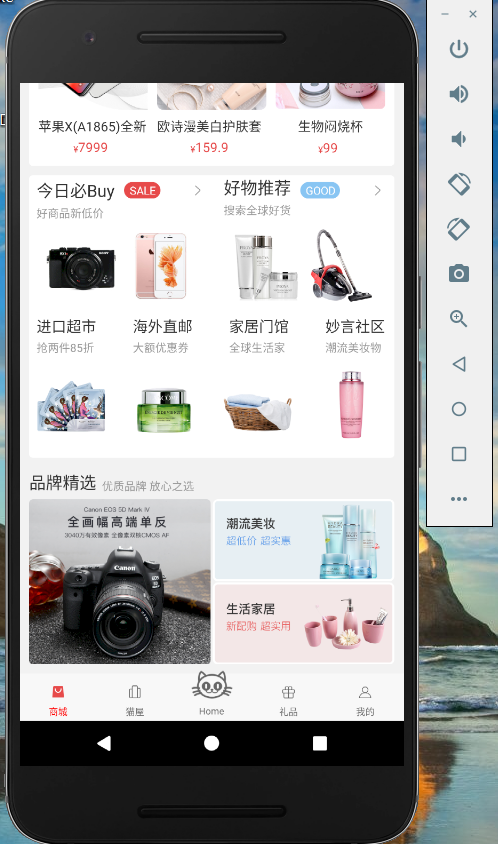 苹果X(A1865)全新 欧诗漫美白护肤套 生物闷烧杯
¥7999 ¥159.9 ¥99
今日必Buy SALE 好物推荐 GOOD
好商品新低价 搜索全球好货
进口超市 海外直邮 家居门馆 妙言社区
抢两件85折 大额优惠券 全球生活家 潮流美妆物
品牌精选 优质品牌 放心之选
Canon EOS 5D Mark IV
全画幅高端单反
3040万有效像素 全像素双核CMOS AF
Canon
潮流美妆
超低价 超实惠
生活家居
新配购 超实用
商城 猫屋 Home 礼品 我的